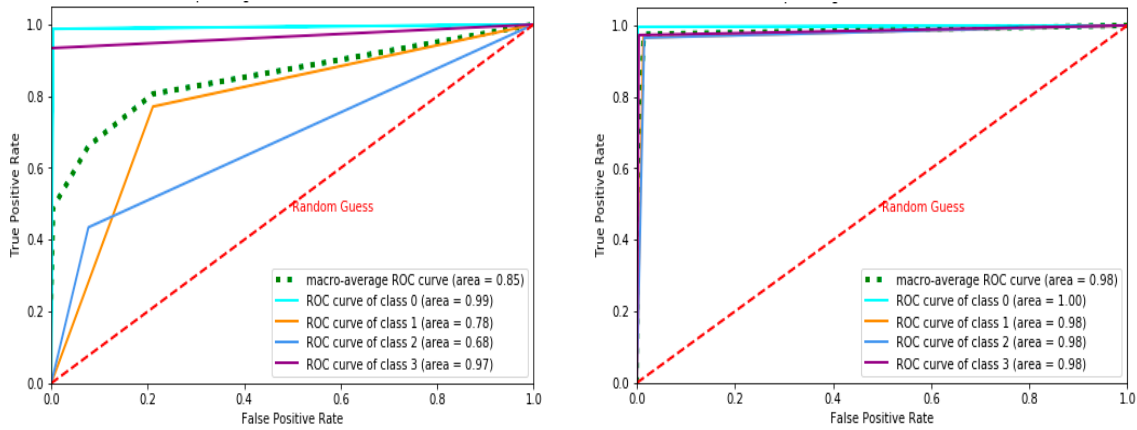 1.0
0.8
0.6
0.4
0.2
0.0
True Positive Rate
Random Guess
macro-average ROC curve (area = 0.85)
ROC curve of class 0 (area = 0.99)
ROC curve of class 1 (area = 0.78)
ROC curve of class 2 (area = 0.68)
ROC curve of class 3 (area = 0.97)
0.0 0.2 0.4 0.6 0.8 1.0
False Positive Rate
1.0
0.8
0.6
0.4
0.2
0.0
True Positive Rate
Random Guess
macro-average ROC curve (area = 0.98)
ROC curve of class 0 (area = 1.00)
ROC curve of class 1 (area = 0.98)
ROC curve of class 2 (area = 0.98)
ROC curve of class 3 (area = 0.98)
0.0 0.2 0.4 0.6 0.8 1.0
False Positive Rate